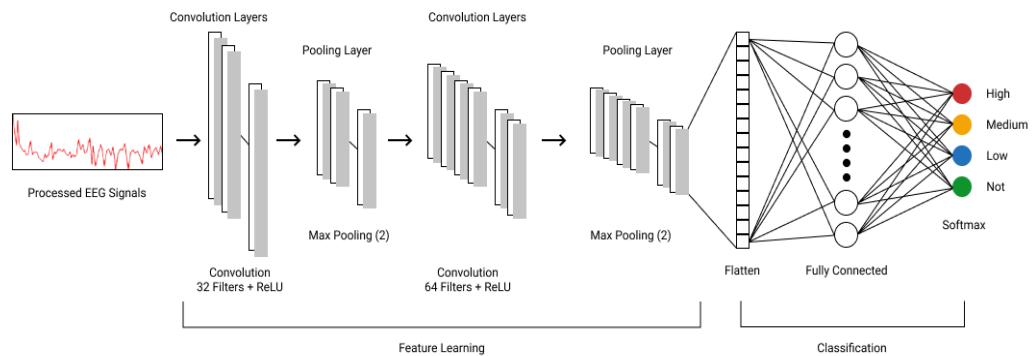 Convolution Layers
Pooling Layer
Convolution Layers
Pooling Layer
Processed EEG Signals
Max Pooling (2)
Max Pooling (2)
Convolution
32 Filters + ReLU
Convolution
64 Filters + ReLU
Flatten
Fully Connected
High
Medium
Low
Not
Softmax
Feature Learning
Classification